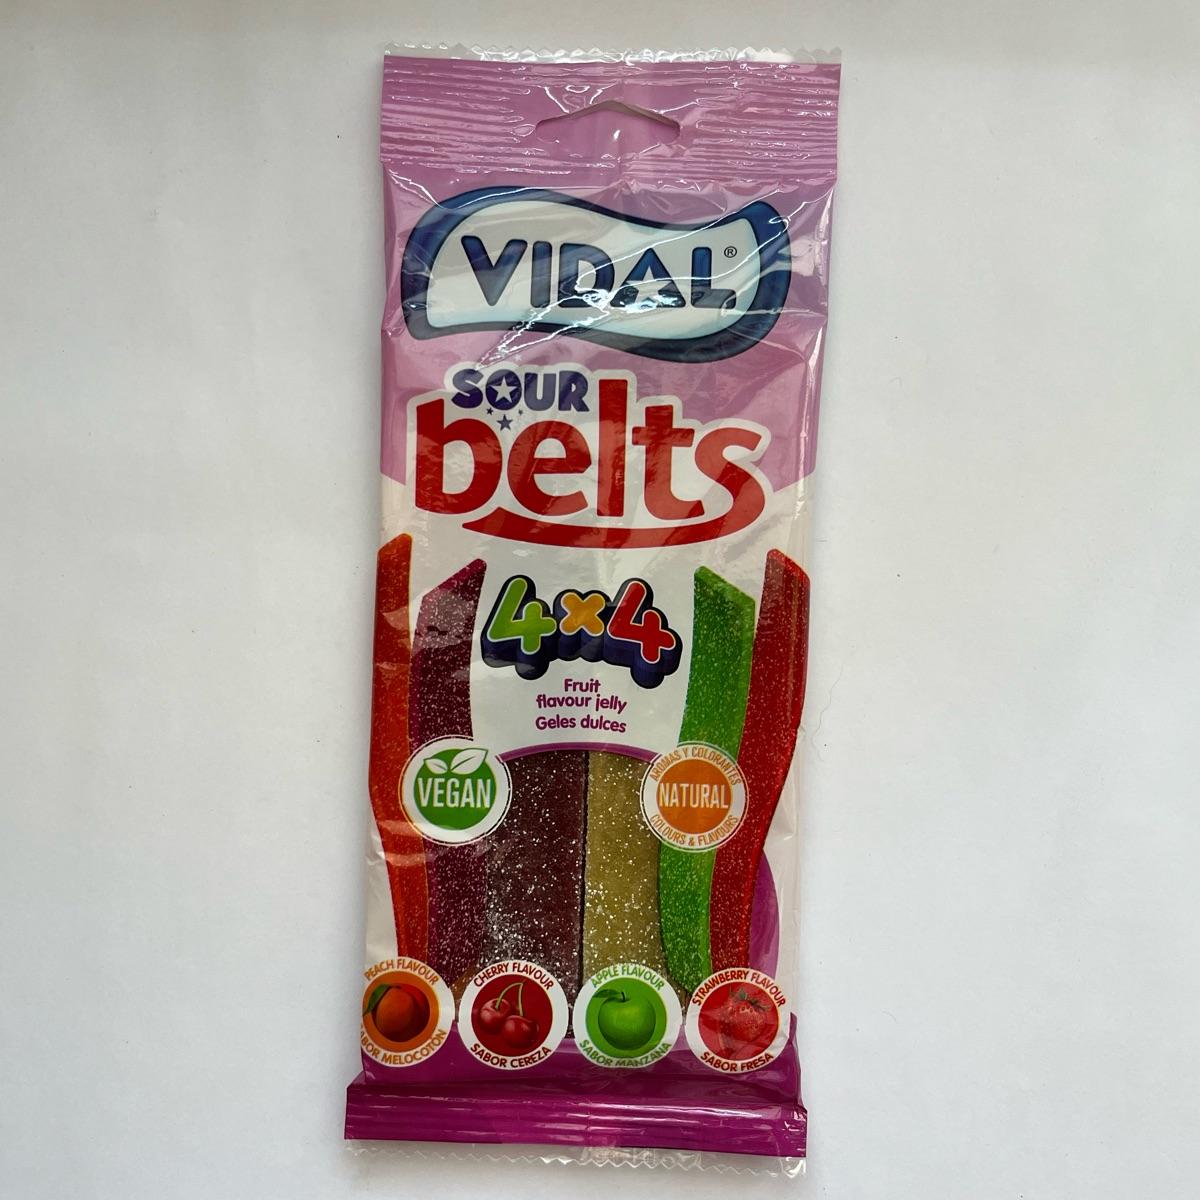 VIDAL®
SOUR
belts
4x4
Fruit
flavour jelly
Geles dulces
VEGAN
AROMAS Y COLORANTES
NATURAL
COLOURS & FLAVOURS
PEACH FLAVOUR
SABOR MELOCOTÓN
CHERRY FLAVOUR
SABOR CEREZA
APPLE FLAVOUR
SABOR MANZANA
STRAWBERRY FLAVOUR
SABOR FRESA